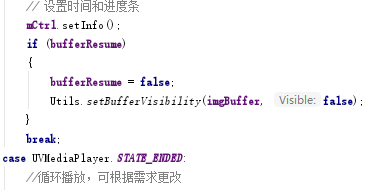 // 设置时间和进度条
mCtrl.setInfo();
if (bufferResume)
{
bufferResume = false;
Utils.setBufferVisibility(imgBuffer, Visible: false);
}
break;
case UVMediaPlayer.STATE_ENDED:
//循环播放，可根据需求更改